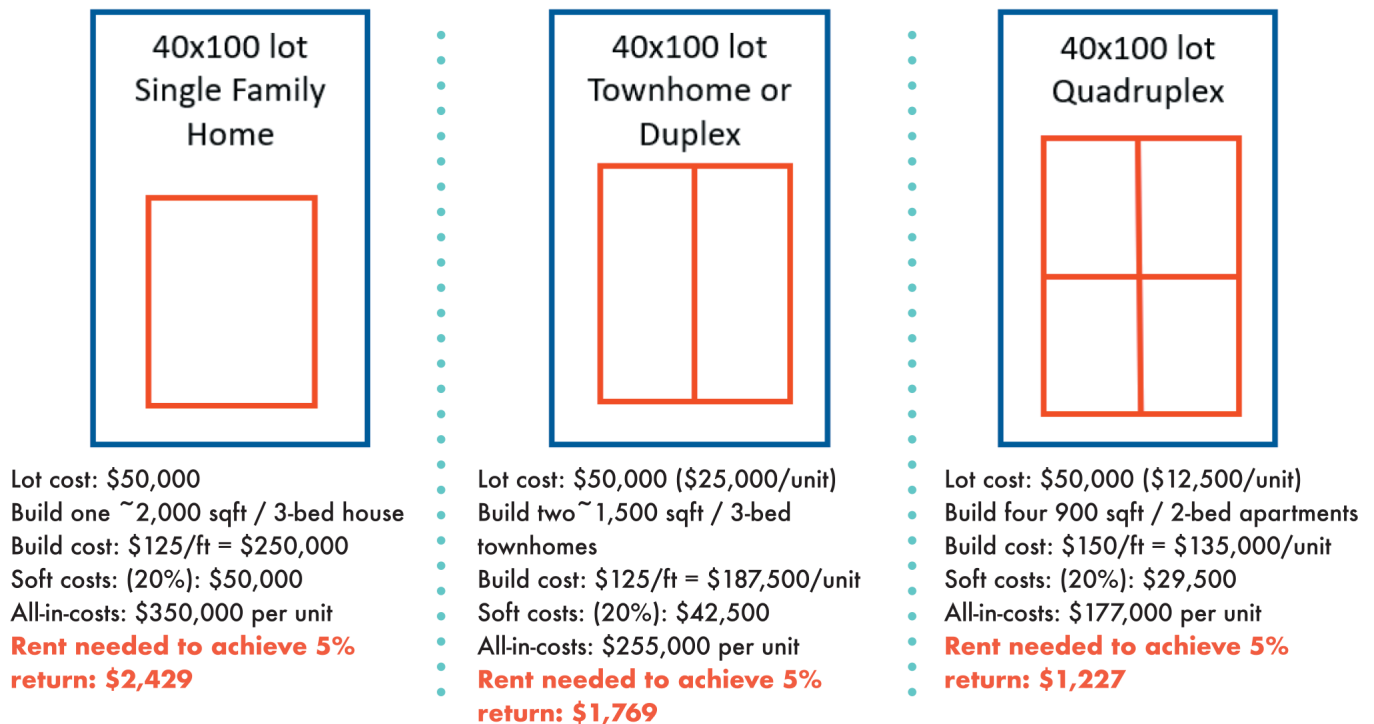 40x100 lot
Single Family
Home
Lot cost: $50,000
Build one ~2,000 sqft / 3-bed house
Build cost: $125/ft = $250,000
Soft costs: (20%): $50,000
All-in-costs: $350,000 per unit
Rent needed to achieve 5%
return: $2,429
40x100 lot
Townhome or
Duplex
Lot cost: $50,000 ($25,000/unit)
Build two~1,500 sqft / 3-bed
townhomes
Build cost: $125/ft = $187,500/unit
Soft costs: (20%): $42,500
All-in-costs: $255,000 per unit
Rent needed to achieve 5%
return: $1,769
40x100 lot
Quadruplex
Lot cost: $50,000 ($12,500/unit)
Build four 900 sqft / 2-bed apartments
Build cost: $150/ft = $135,000/unit
Soft costs: (20%): $29,500
All-in-costs: $177,000 per unit
Rent needed to achieve 5%
return: $1,227